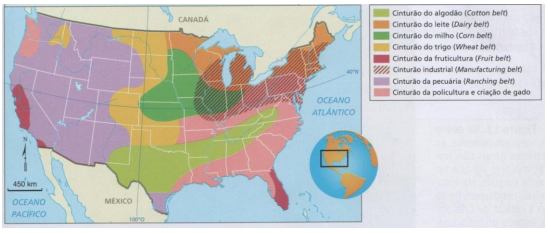 CANADÁ
40°N
OCEANO
ATLÂNTICO
N
450 km
OCEANO
PACÍFICO
MÉXICO
100°O
Cinturão do algodão (Cotton belt)
Cinturão do leite (Dairy belt)
Cinturão do milho (Corn belt)
Cinturão do trigo (Wheat belt)
Cinturão da fruticultura (Fruit belt)
Cinturão industrial (Manufacturing belt)
Cinturão da pecuária (Ranching belt)
Cinturão da policultura e criação de gado